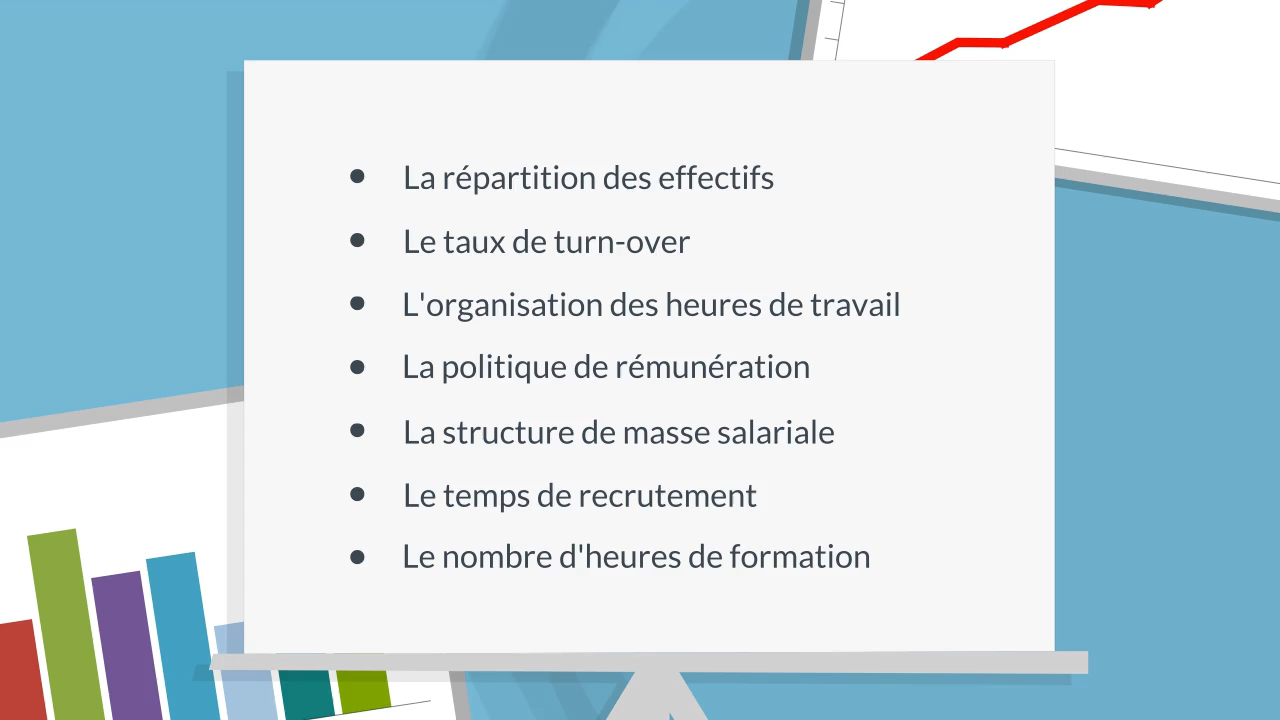 La répartition des effectifs
Le taux de turn-over
L'organisation des heures de travail
La politique de rémunération
La structure de masse salariale
Le temps de recrutement
Le nombre d'heures de formation